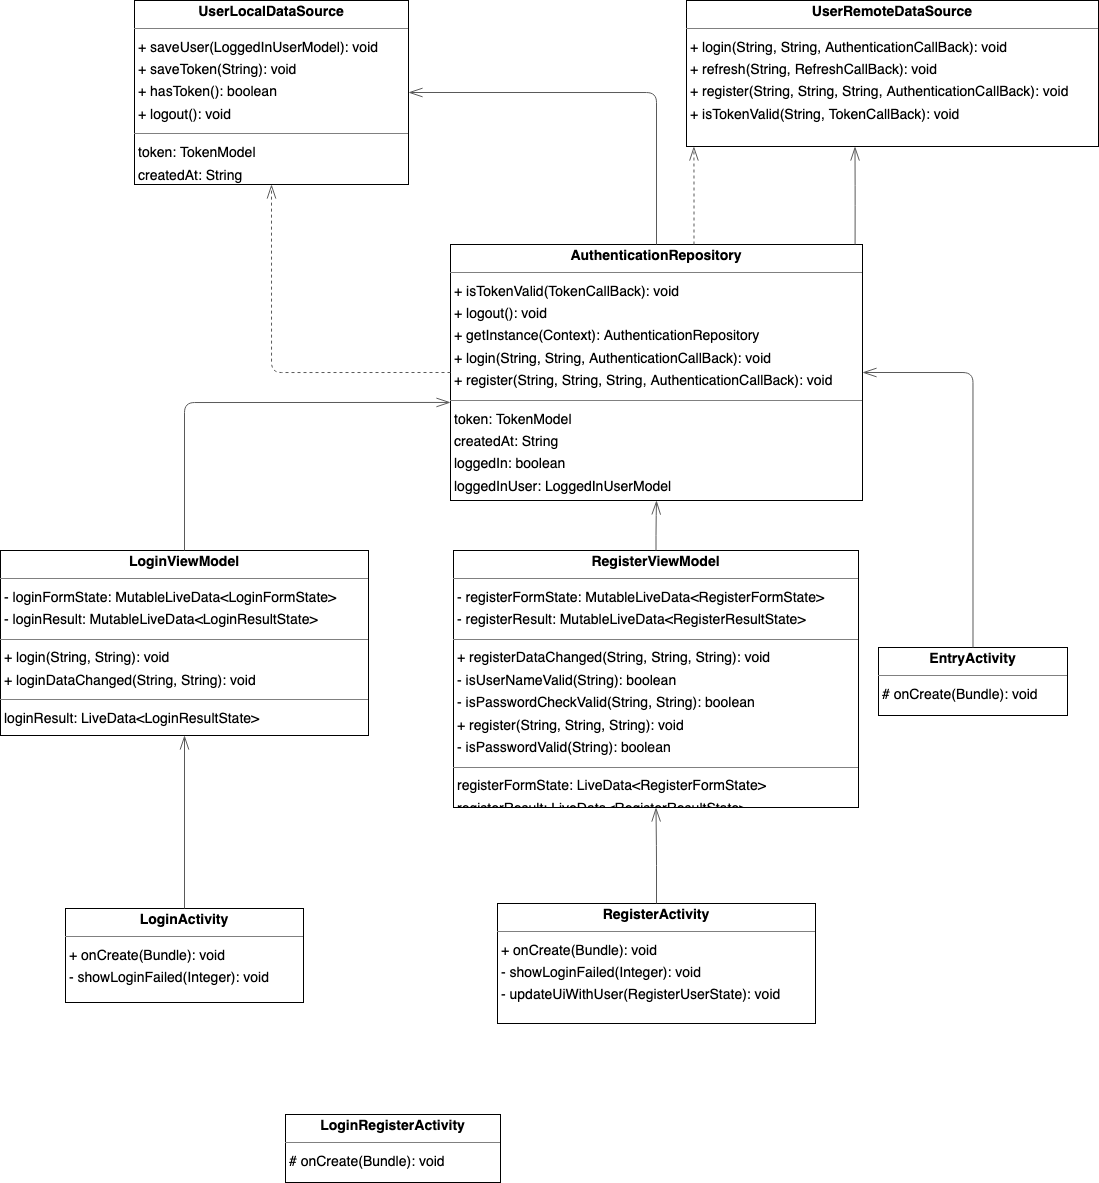 UserLocalDataSource
+ saveUser(LoggedInUserModel): void
+ saveToken(String): void
+ hasToken(): boolean
+ logout(): void
token: TokenModel
createdAt: String
UserRemoteDataSource
+ login(String, String, AuthenticationCallBack): void
+ refresh(String, RefreshCallBack): void
+ register(String, String, String, AuthenticationCallBack): void
+ isTokenValid(String, TokenCallBack): void
AuthenticationRepository
+ isTokenValid(TokenCallBack): void
+ logout(): void
+ getInstance(Context): AuthenticationRepository
+ login(String, String, AuthenticationCallBack): void
+ register(String, String, String, AuthenticationCallBack): void
token: TokenModel
createdAt: String
loggedIn: boolean
loggedInUser: LoggedInUserModel
LoginViewModel
- loginFormState: MutableLiveData<LoginFormState>
- loginResult: MutableLiveData<LoginResultState>
+ login(String, String): void
+ loginDataChanged(String, String): void
loginResult: LiveData<LoginResultState>
RegisterViewModel
- registerFormState: MutableLiveData<RegisterFormState>
- registerResult: MutableLiveData<RegisterResultState>
+ registerDataChanged(String, String, String): void
- isUserNameValid(String): boolean
- isPasswordCheckValid(String, String): boolean
+ register(String, String, String): void
- isPasswordValid(String): boolean
registerFormState: LiveData<RegisterFormState>
registerResult: LiveData<RegisterResultState>
EntryActivity
# onCreate(Bundle): void
LoginActivity
+ onCreate(Bundle): void
- showLoginFailed(Integer): void
RegisterActivity
+ onCreate(Bundle): void
- showLoginFailed(Integer): void
- updateUiWithUser(RegisterUserState): void
LoginRegisterActivity
# onCreate(Bundle): void